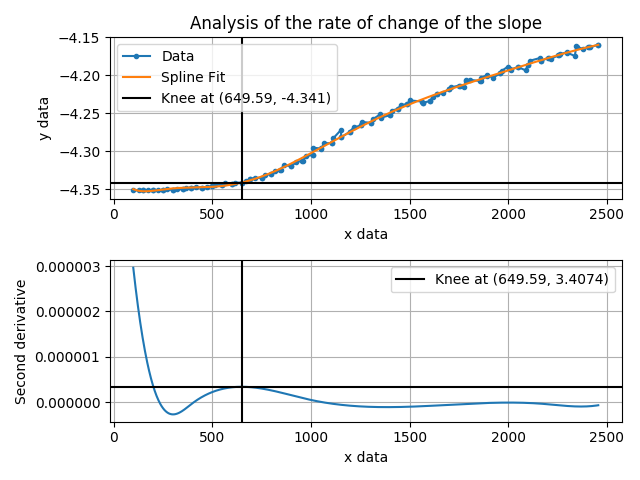 Analysis of the rate of change of the slope
−4.15
−4.20
−4.25
−4.30
−4.35
y data
Data
Spline Fit
Knee at (649.59, -4.341)
0
500
1000
1500
2000
2500
x data
0.000003
0.000002
0.000001
0.000000
Second derivative
Knee at (649.59, 3.4074)
0
500
1000
1500
2000
2500
x data